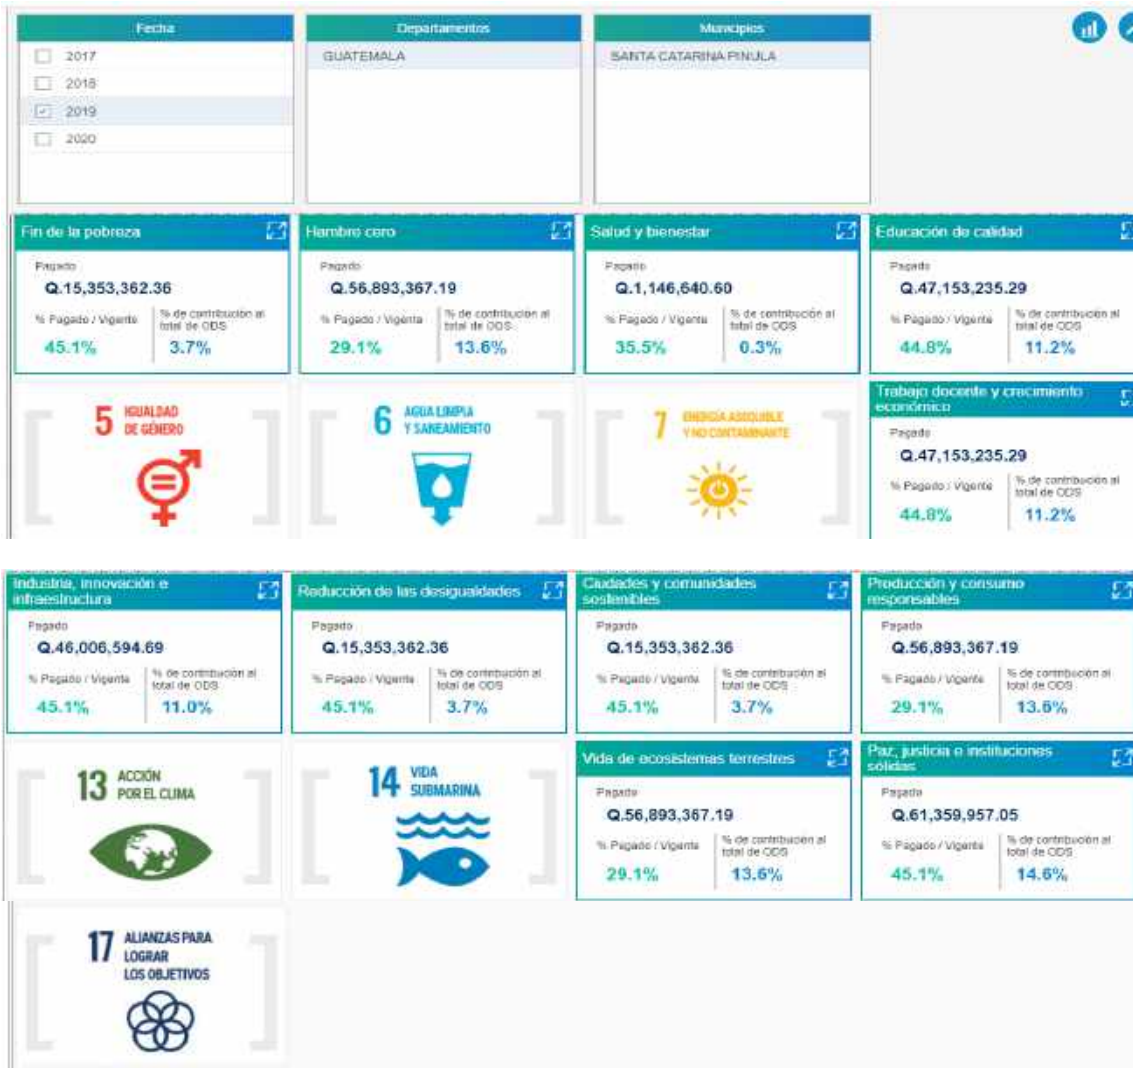 Fecha
Departamentos
Municipios
2017
2018
2019
2020
GUATEMALA
SANTA CATARINA PINULA
Fin de la pobreza
Pagado
Q.15,353,362.36
% Pagado / Vigente
% de contribución al
total de ODS
45.1%
3.7%
Hambre cero
Pagado
Q.56,893,367.19
% Pagado / Vigente
% de contribución al
total de ODS
29.1%
13.6%
Salud y bienestar
Pagado
Q.1,146,640.60
% Pagado / Vigente
% de contribución al
total de ODS
35.5%
0.3%
Educación de calidad
Pagado
Q.47,153,235.29
% Pagado / Vigente
% de contribución al
total de ODS
44.8%
11.2%
5 IGUALDAD
DE GÉNERO
6 AGUA LIMPIA
Y SANEAMIENTO
7 ENERGÍA ASEQUIBLE
Y NO CONTAMINANTE
Trabajo docente y crecimiento
económico
Pagado
Q.47,153,235.29
% Pagado / Vigente
% de contribución al
total de ODS
44.8%
11.2%
Industria, innovación e
infraestructura
Pagado
Q.46,006,594.69
% Pagado / Vigente
% de contribución al
total de ODS
45.1%
11.0%
Reducción de las desigualdades
Pagado
Q.15,353,362.36
% Pagado / Vigente
% de contribución al
total de ODS
45.1%
3.7%
Ciudades y comunidades
sostenibles
Pagado
Q.15,353,362.36
% Pagado / Vigente
% de contribución al
total de ODS
45.1%
3.7%
Producción y consumo
responsables
Pagado
Q.56,893,367.19
% Pagado / Vigente
% de contribución al
total de ODS
29.1%
13.6%
13 ACCIÓN
POR EL CLIMA
14 VIDA
SUBMARINA
Vida de ecosistemas terrestres
Pagado
Q.56,893,367.19
% Pagado / Vigente
% de contribución al
total de ODS
29.1%
13.6%
Paz, justicia e instituciones
sólidas
Pagado
Q.61,359,957.05
% Pagado / Vigente
% de contribución al
total de ODS
45.1%
14.6%
17 ALIANZAS PARA
LOGRAR
LOS OBJETIVOS